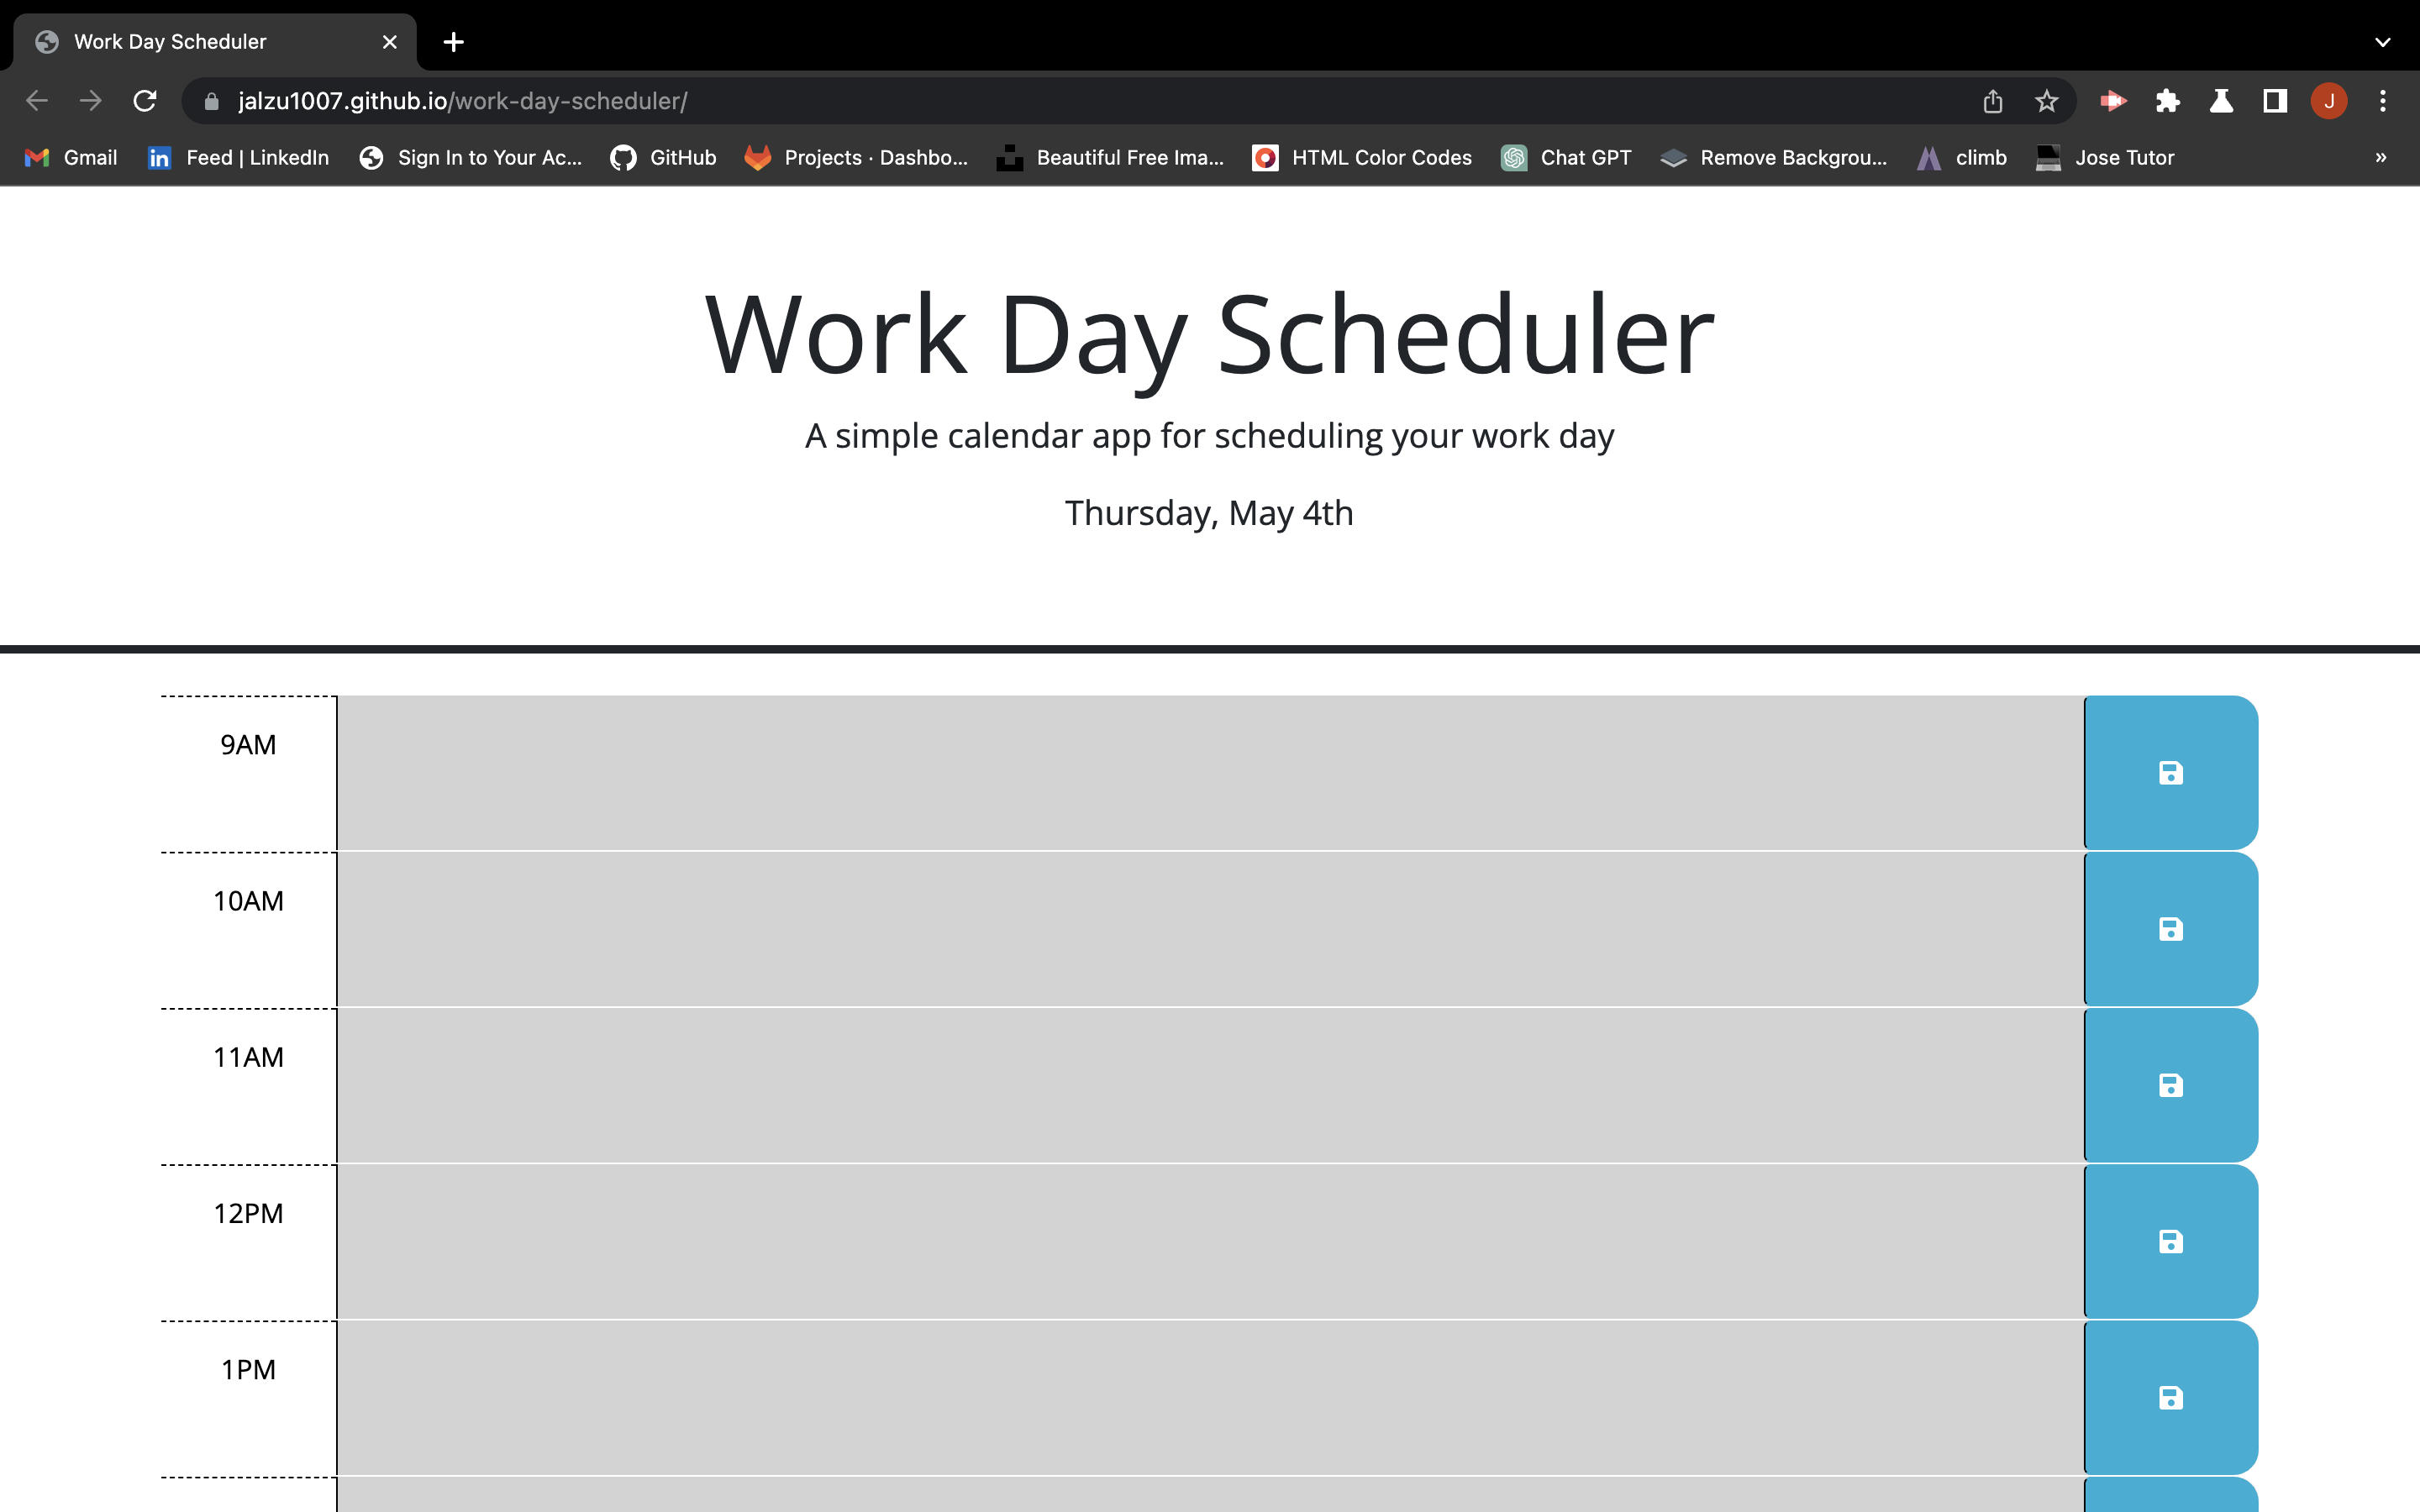 Work Day Scheduler
jalzu1007.github.io/work-day-scheduler/
J
Gmail
in
Feed | LinkedIn
Sign In to Your Ac...
GitHub
Projects · Dashbo...
Beautiful Free Ima...
HTML Color Codes
Chat GPT
Remove Backgrou...
climb
Jose Tutor
»
Work Day Scheduler
A simple calendar app for scheduling your work day
Thursday, May 4th
9AM
10AM
11AM
12PM
1PM